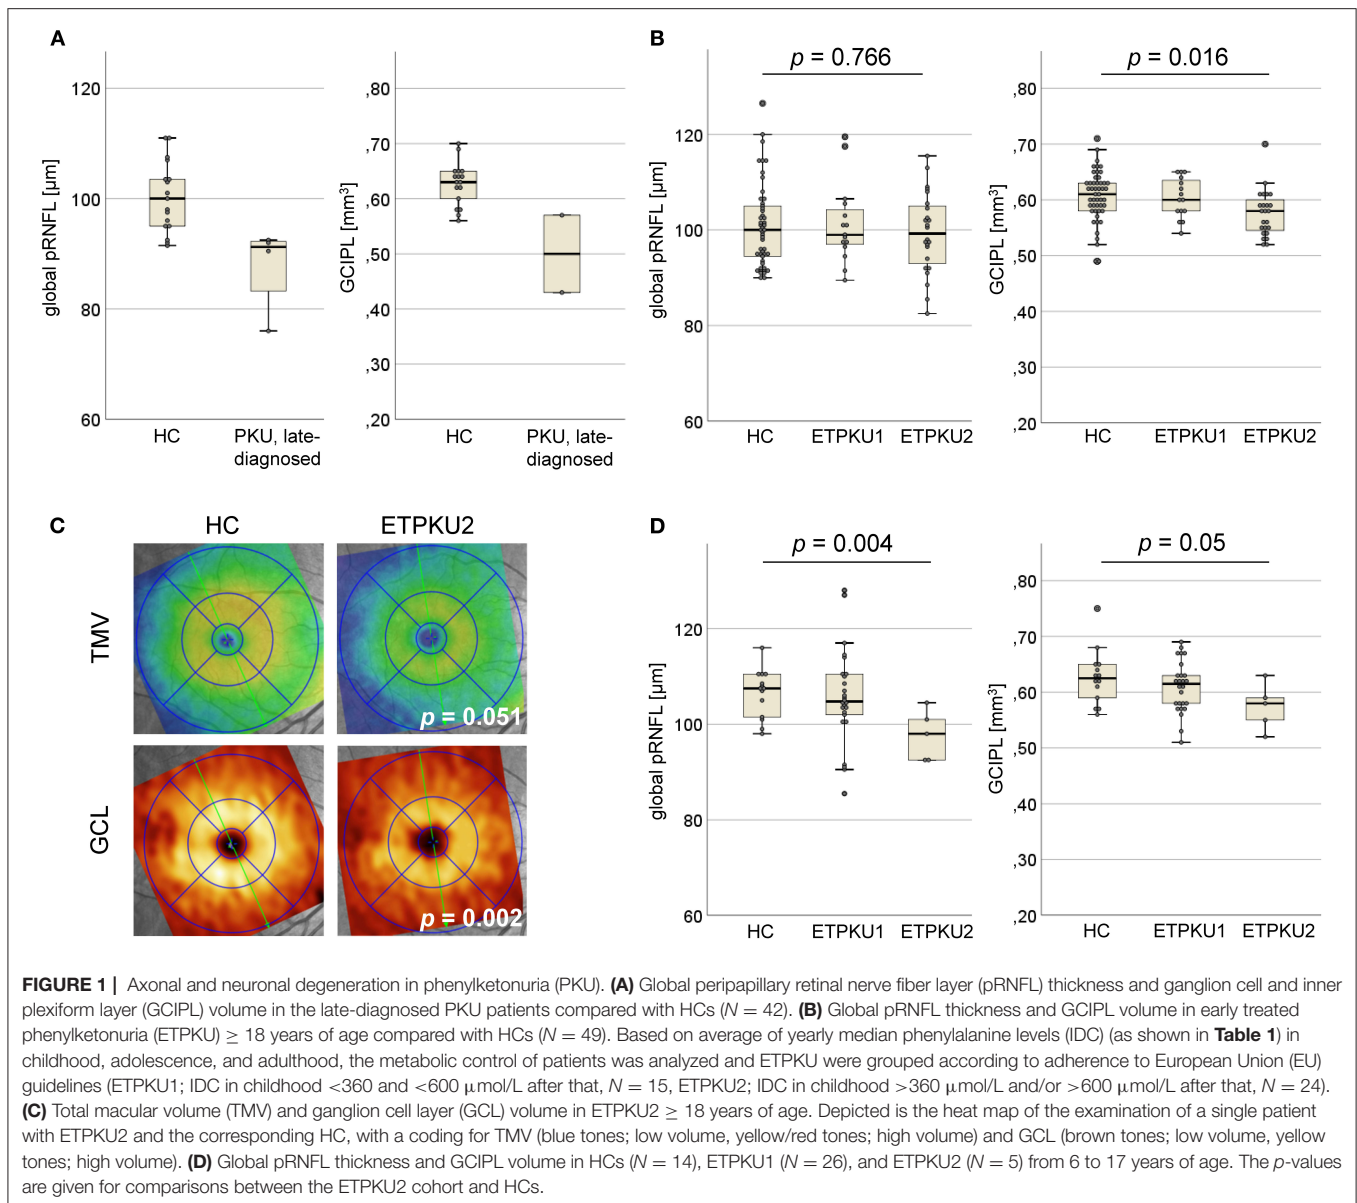 A
120
100
80
60
global pRNFL [µm]
HC
PKU, late-
diagnosed
,80
,70
,60
,50
,40
,30
,20
GCIPL [mm³]
HC
PKU, late-
diagnosed
B
p = 0.766
120
100
80
60
global pRNFL [µm]
HC
ETPKU1
ETPKU2
p = 0.016
,80
,70
,60
,50
,40
,30
,20
GCIPL [mm³]
HC
ETPKU1
ETPKU2
C
HC
ETPKU2
TMV
p = 0.051
GCL
p = 0.002
D
p = 0.004
120
100
80
60
global pRNFL [µm]
HC
ETPKU1
ETPKU2
p = 0.05
,80
,70
,60
,50
,40
,30
,20
GCIPL [mm³]
HC
ETPKU1
ETPKU2
FIGURE 1 | Axonal and neuronal degeneration in phenylketonuria (PKU). (A) Global peripapillary retinal nerve fiber layer (pRNFL) thickness and ganglion cell and inner
plexiform layer (GCIPL) volume in the late-diagnosed PKU patients compared with HCs (N = 42). (B) Global pRNFL thickness and GCIPL volume in early treated
phenylketonuria (ETPKU) ≥ 18 years of age compared with HCs (N = 49). Based on average of yearly median phenylalanine levels (IDC) (as shown in Table 1) in
childhood, adolescence, and adulthood, the metabolic control of patients was analyzed and ETPKU were grouped according to adherence to European Union (EU)
guidelines (ETPKU1; IDC in childhood <360 and <600 µmol/L after that, N = 15, ETPKU2; IDC in childhood >360 µmol/L and/or >600 µmol/L after that, N = 24).
(C) Total macular volume (TMV) and ganglion cell layer (GCL) volume in ETPKU2 ≥ 18 years of age. Depicted is the heat map of the examination of a single patient
with ETPKU2 and the corresponding HC, with a coding for TMV (blue tones; low volume, yellow/red tones; high volume) and GCL (brown tones; low volume, yellow
tones; high volume). (D) Global pRNFL thickness and GCIPL volume in HCs (N = 14), ETPKU1 (N = 26), and ETPKU2 (N = 5) from 6 to 17 years of age. The p-values
are given for comparisons between the ETPKU2 cohort and HCs.